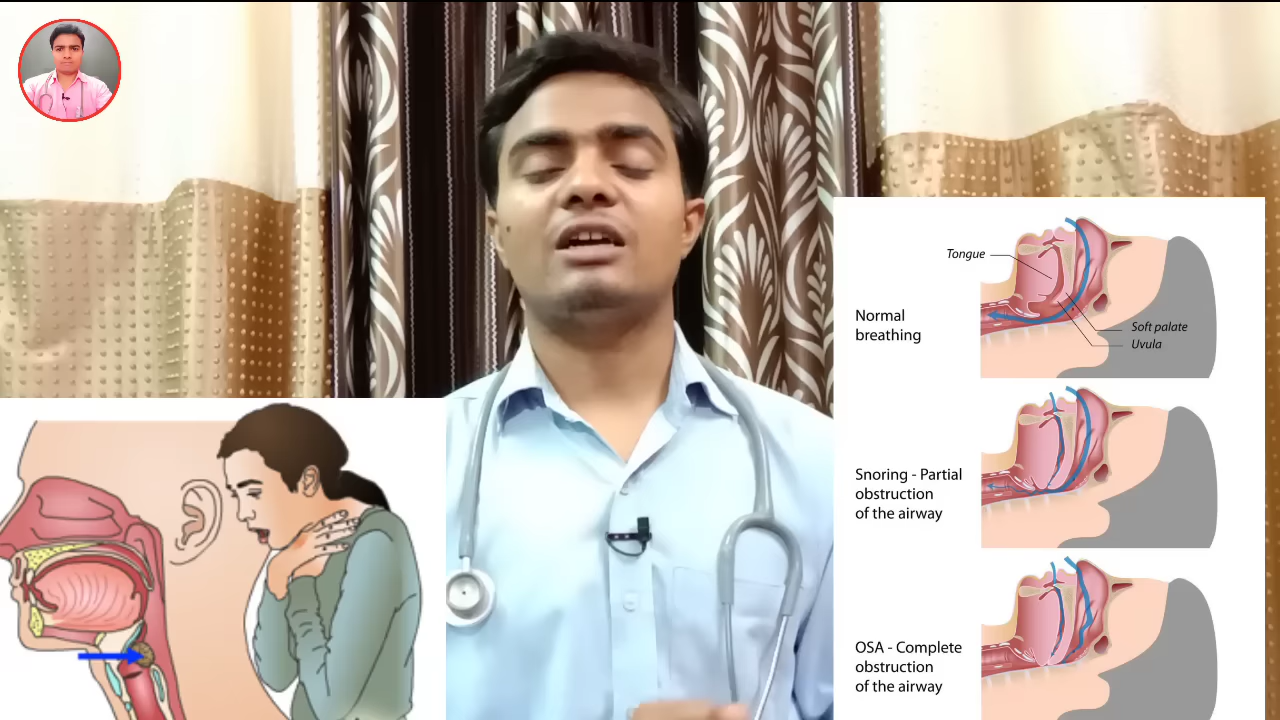 Tongue
Normal
breathing
Soft palate
Uvula
Snoring - Partial
obstruction
of the airway
OSA - Complete
obstruction
of the airway